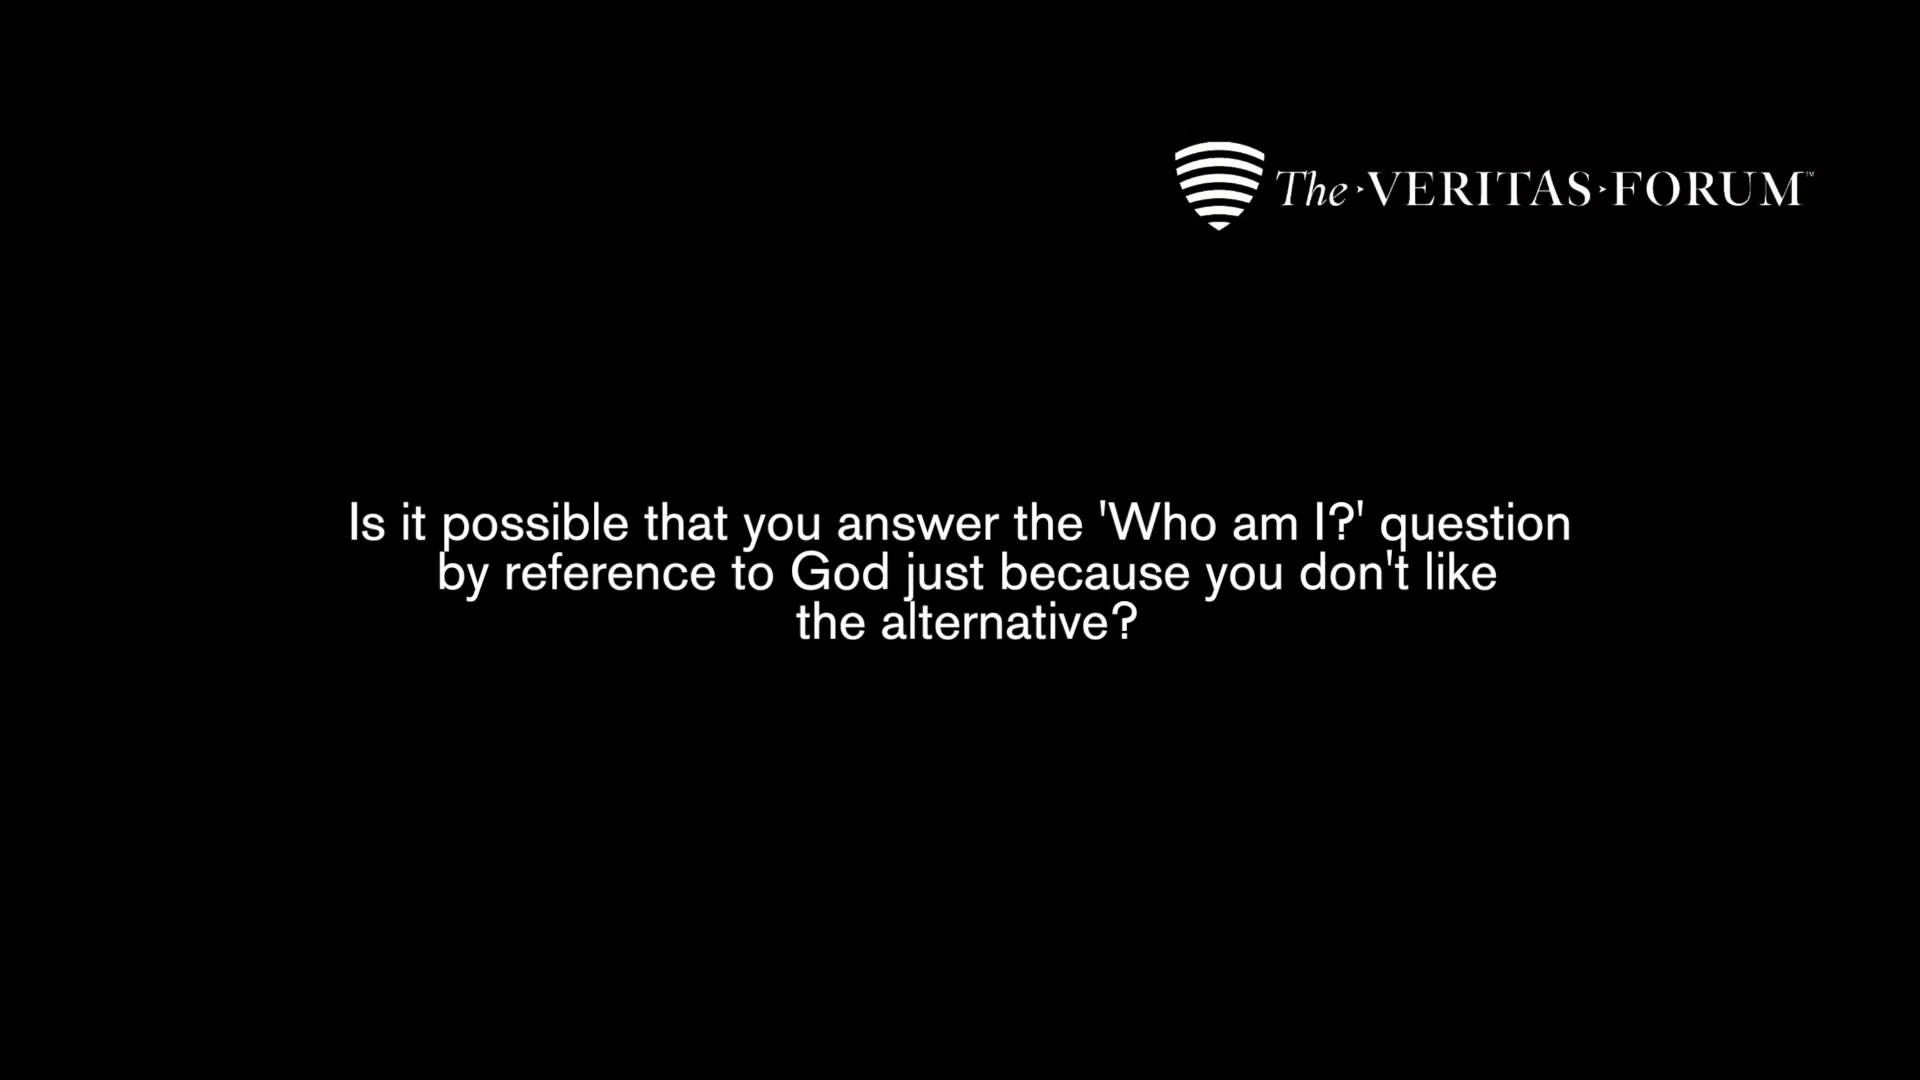 The ▸ VERITAS ▸ FORUM™
Is it possible that you answer the 'Who am I?' question
by reference to God just because you don't like
the alternative?